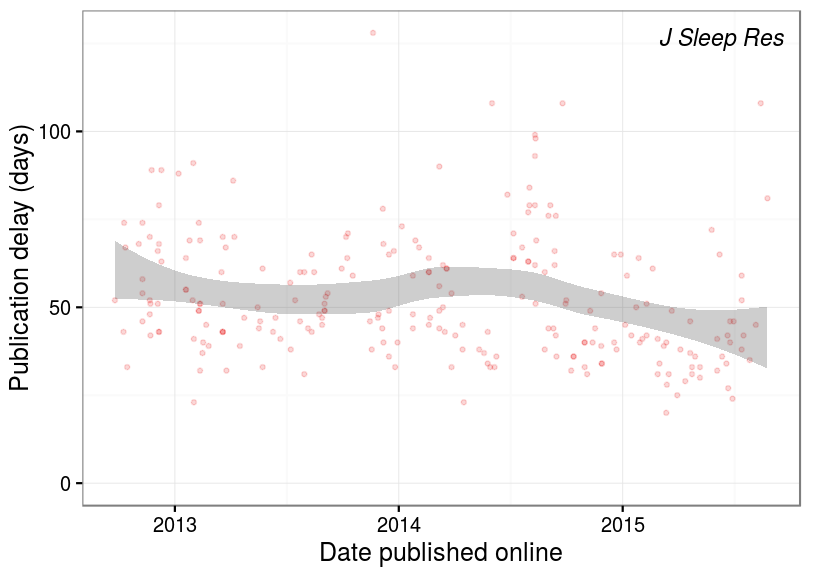 J Sleep Res
Publication delay (days)
100
50
0
2013 2014 2015
Date published online